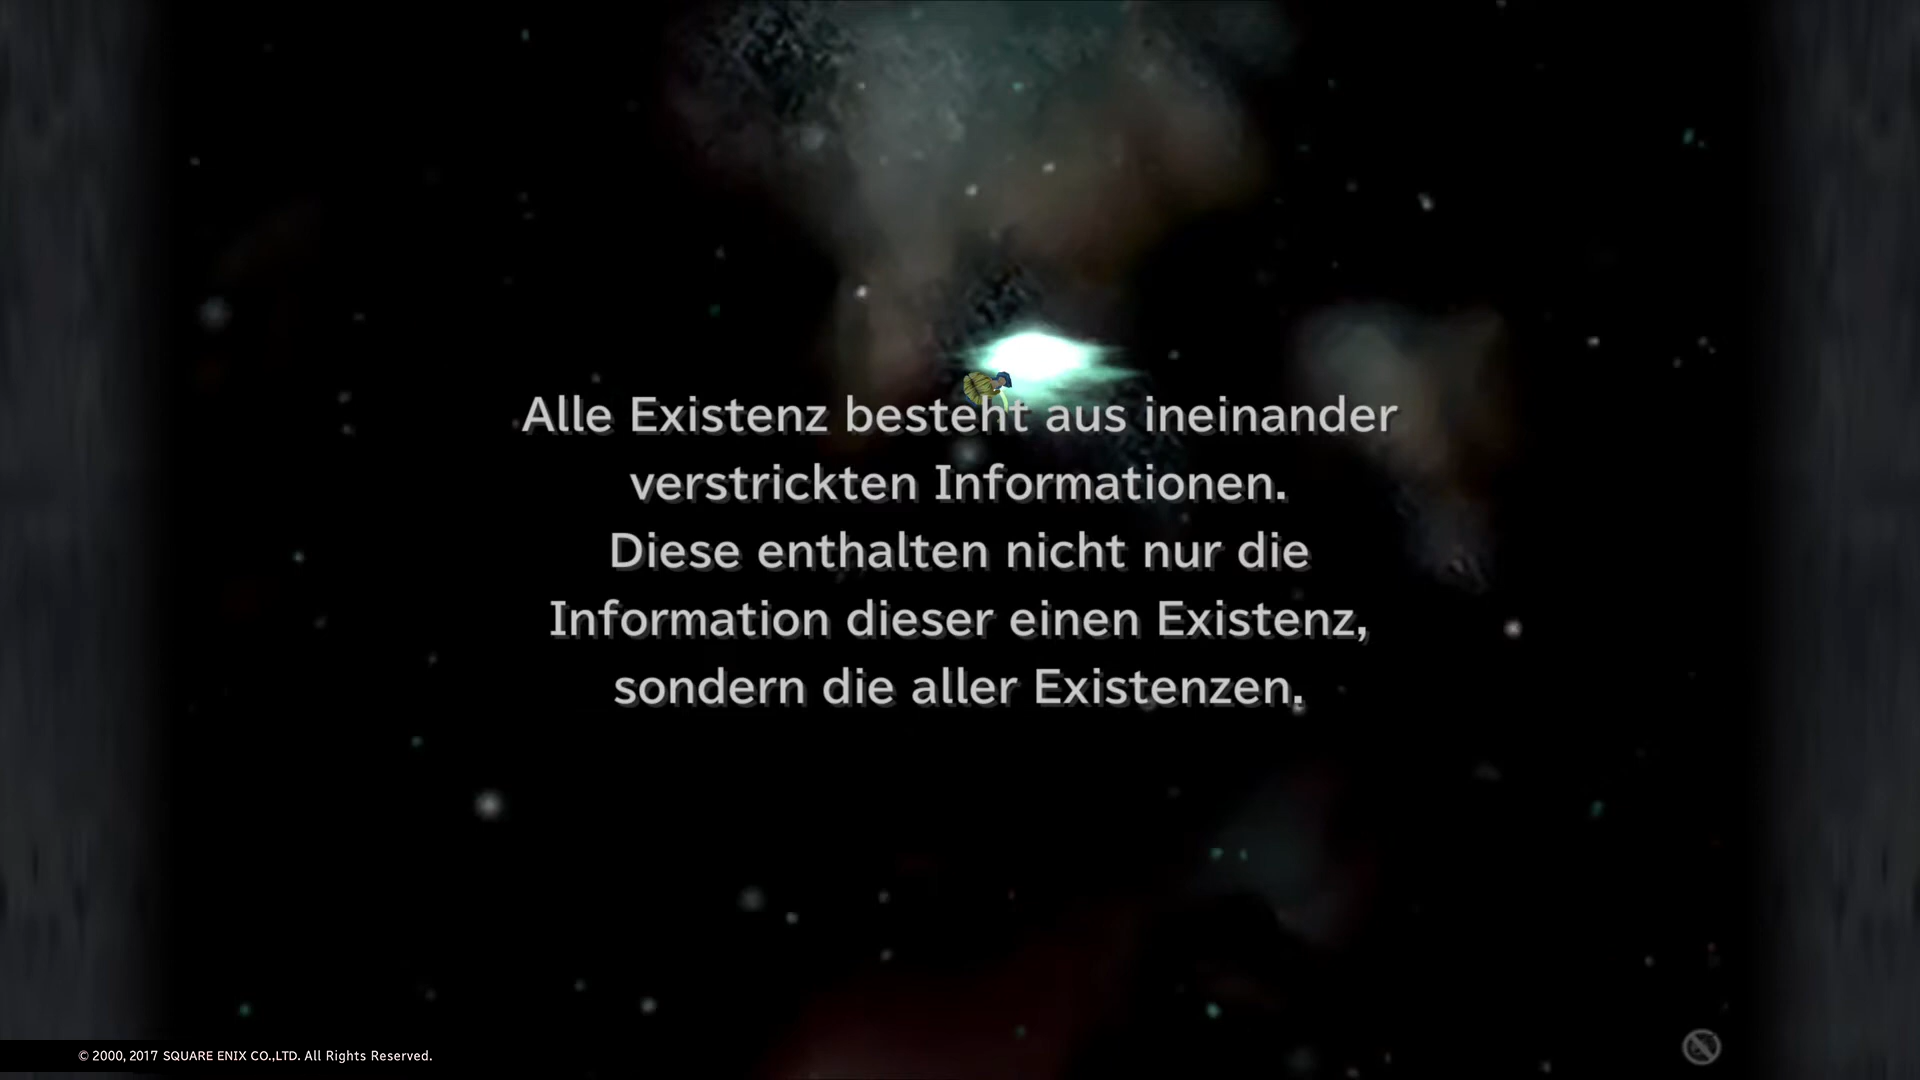 Alle Existenz besteht aus ineinander
verstrickten Informationen.
Diese enthalten nicht nur die
Information dieser einen Existenz,
sondern die aller Existenzen.
© 2000, 2017 SQUARE ENIX CO.,LTD. All Rights Reserved.